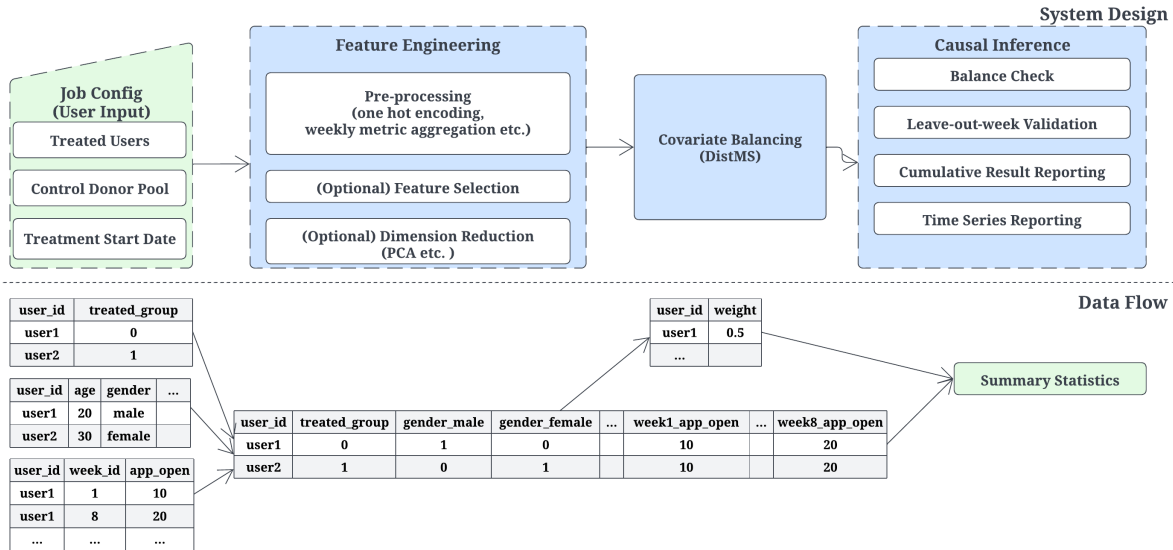 System Design
Job Config
(User Input)
Treated Users
Control Donor Pool
Treatment Start Date
Feature Engineering
Pre-processing
(one hot encoding,
weekly metric aggregation etc.)
(Optional) Feature Selection
(Optional) Dimension Reduction
(PCA etc. )
Covariate Balancing
(DistMS)
Causal Inference
Balance Check
Leave-out-week Validation
Cumulative Result Reporting
Time Series Reporting
Data Flow
user_id treated_group
user1 0
user2 1
user_id age gender ...
user1 20 male
user2 30 female
user_id week_id app_open
user1 1 10
user1 8 20
... ... ...
user_id treated_group gender_male gender_female ... week1_app_open ... week8_app_open
user1 0 1 0 10 20
user2 1 0 1 10 20
user_id weight
user1 0.5
...
Summary Statistics